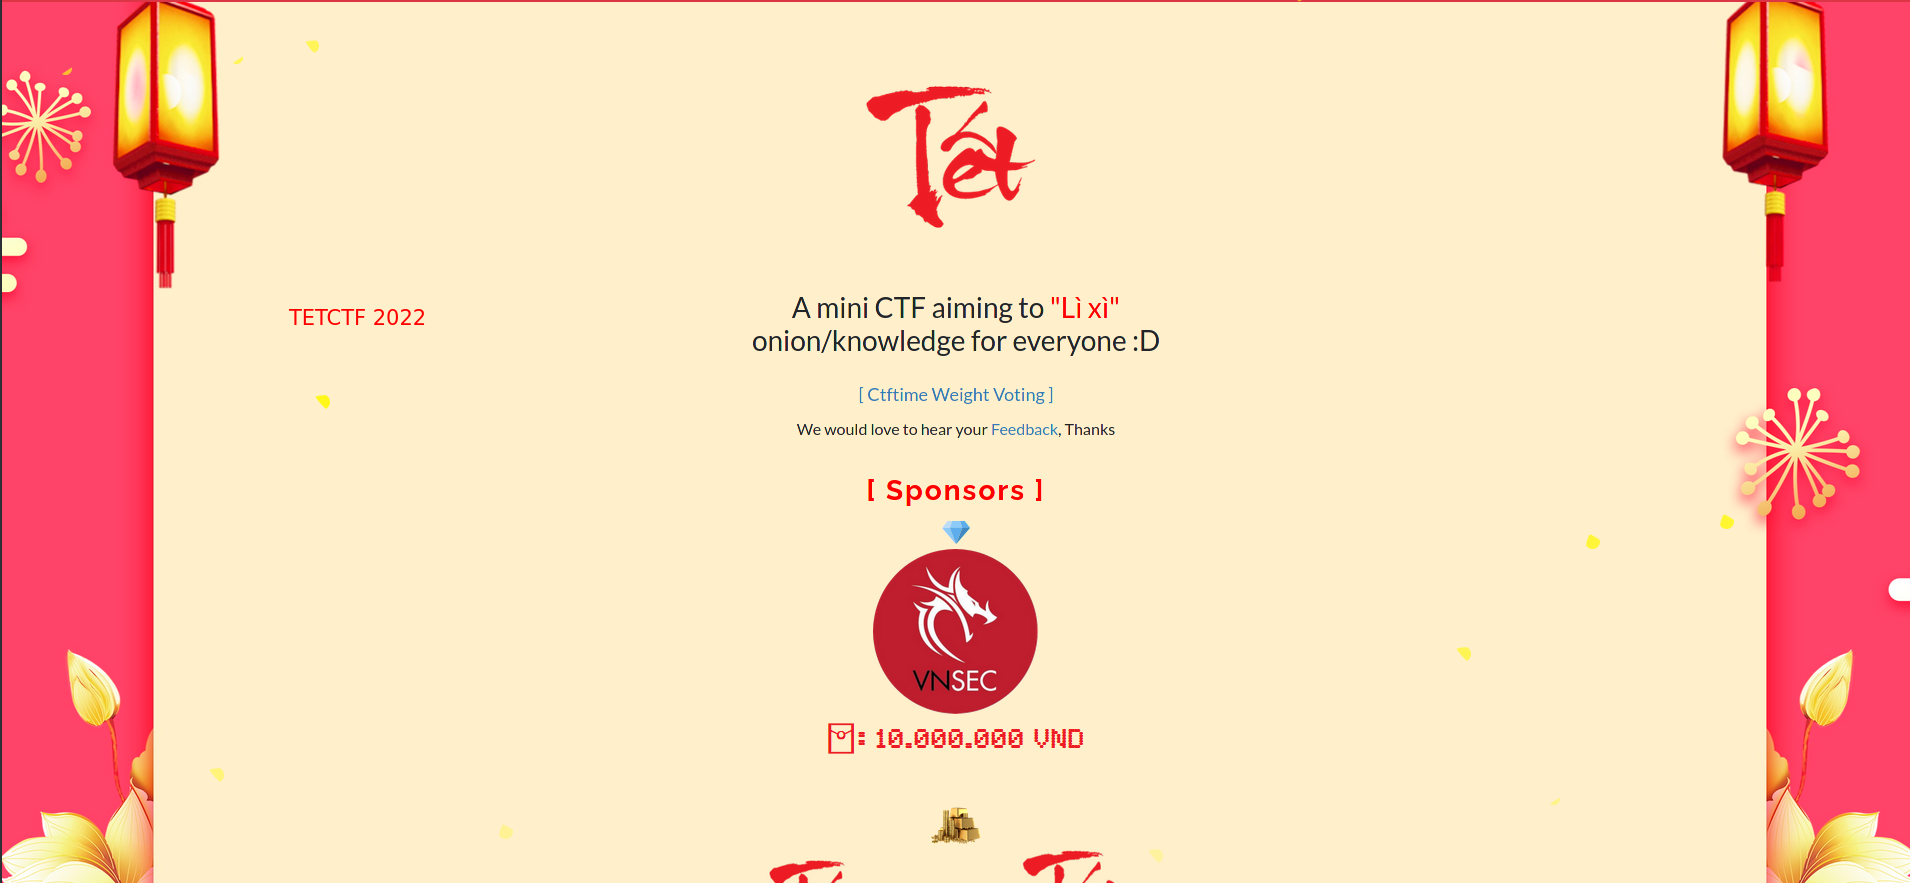 Tết
TETCTF 2022
A mini CTF aiming to "Lì xì"
onion/knowledge for everyone :D
[ Ctftime Weight Voting ]
We would love to hear your Feedback, Thanks
[ Sponsors ]
VNSEC
: 10.000.000 VND